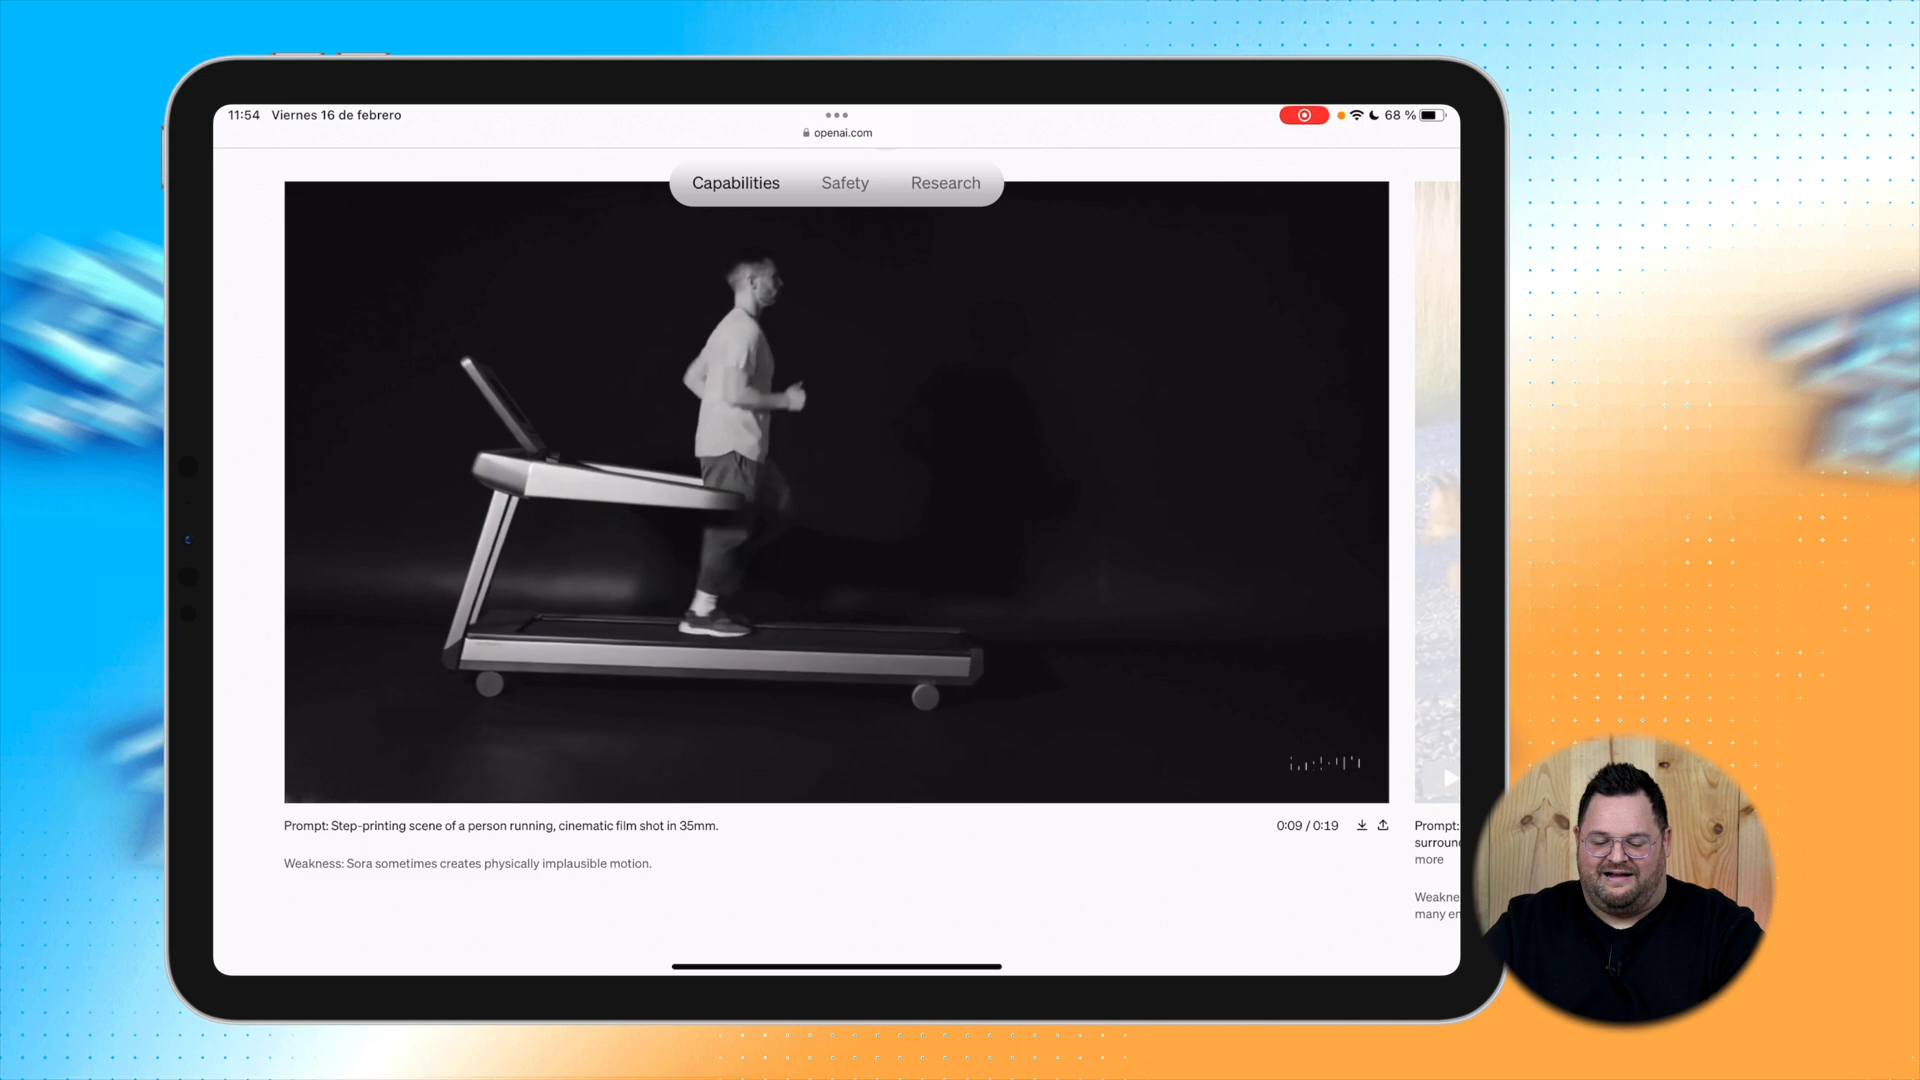 11:54 Viernes 16 de febrero
68 %
openai.com
Capabilities Safety Research
Prompt: Step-printing scene of a person running, cinematic film shot in 35mm.
0:09 / 0:19
Weakness: Sora sometimes creates physically implausible motion.
Prompt:
more